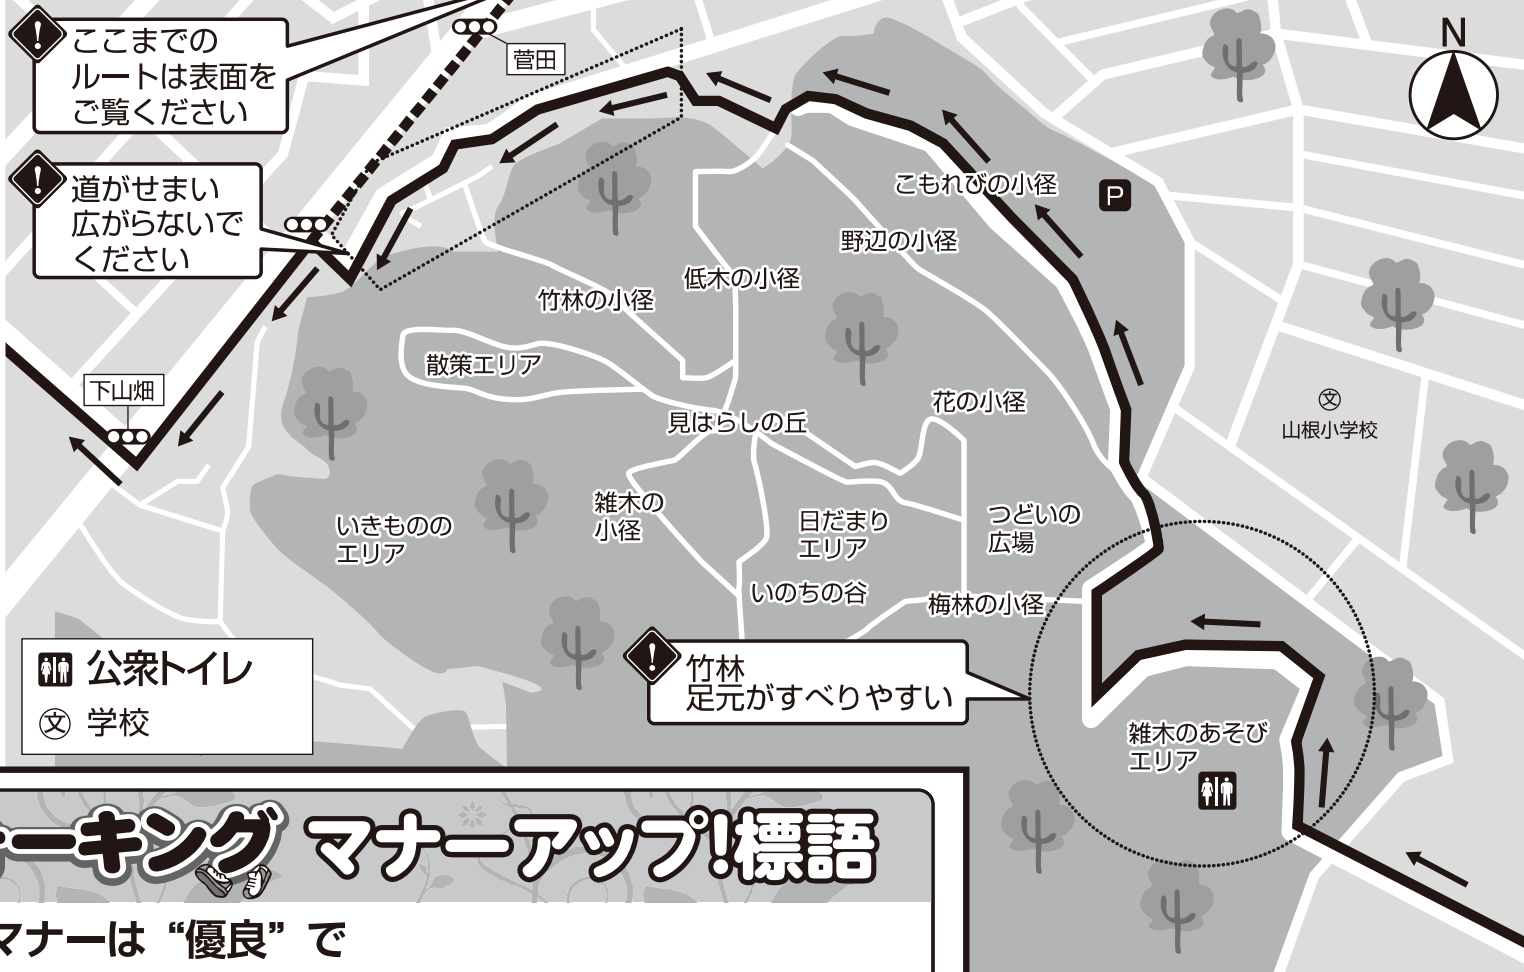 ここまでの
ルートは表面を
ご覧ください
菅田
N
道がせまい
広がらないで
ください
こもれびの小径
P
野辺の小径
低木の小径
竹林の小径
散策エリア
下山畑
花の小径
見はらしの丘
文
山根小学校
雑木の
小径
いきものの
エリア
日だまり
エリア
つどいの
広場
いのちの谷
梅林の小径
公衆トイレ
文 学校
竹林
足元がすべりやすい
雑木のあそび
エリア
ーキング マナーアップ!標語
マナーは“優良”で